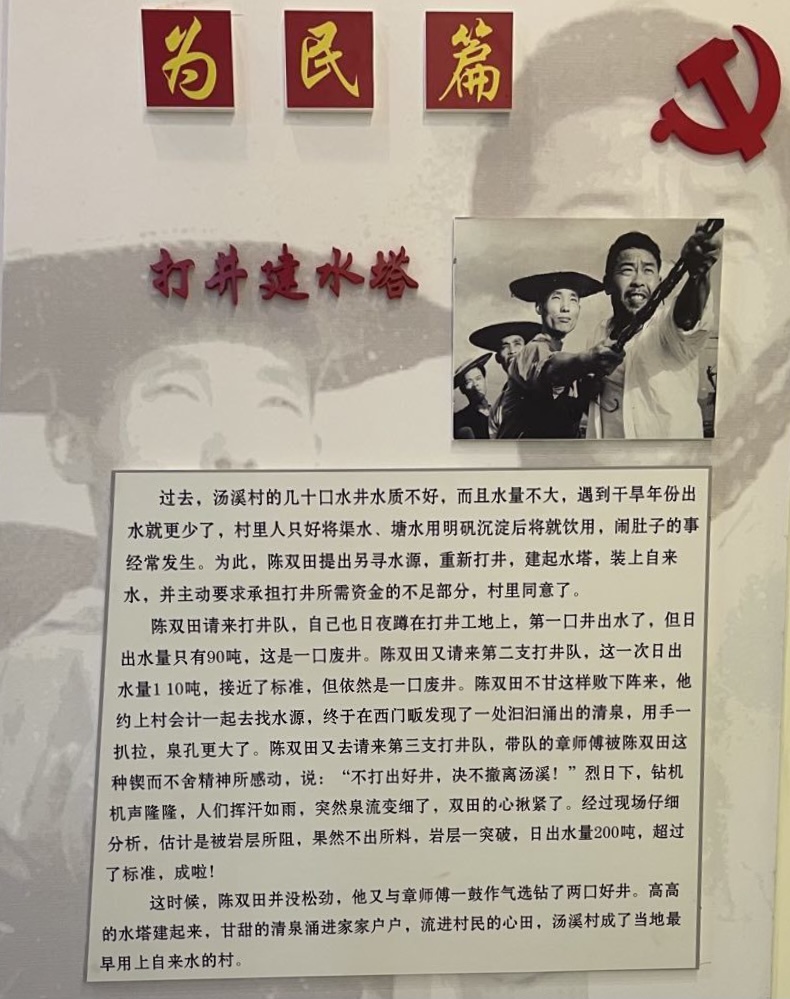 为民篇
打井建水塔
过去，汤溪村的几十口水井水质不好，而且水量不大，遇到干旱年份出
水就更少了，村里人只好将渠水、塘水用明矾沉淀后将就饮用，闹肚子的事
经常发生。为此，陈双田提出另寻水源，重新打井，建起水塔，装上自来
水，并主动要求承担打井所需资金的不足部分，村里同意了。
陈双田请来打井队，自己也日夜蹲在打井工地上，第一口井出水了，但日
出水量只有90吨，这是一口废井。陈双田又请来第二支打井队，这一次日出
水量1 10吨，接近了标准，但依然是一口废井。陈双田不甘这样败下阵来，他
约上村会计一起去找水源，终于在西门畈发现了一处汩汩涌出的清泉，用手一
扒拉，泉孔更大了。陈双田又去请来第三支打井队，带队的章师傅被陈双田这
种锲而不舍精神所感动，说：“不打出好井，决不撤离汤溪！”烈日下，钻机
机声隆隆，人们挥汗如雨，突然泉流变细了，双田的心揪紧了。经过现场仔细
分析，估计是被岩层所阻，果然不出所料，岩层一突破，日出水量200吨，超过
了标准，成啦！
这时候，陈双田并没松劲，他又与章师傅一鼓作气选钻了两口好井。高高
的水塔建起来，甘甜的清泉涌进家家户户，流进村民的心田，汤溪村成了当地最
早用上自来水的村。